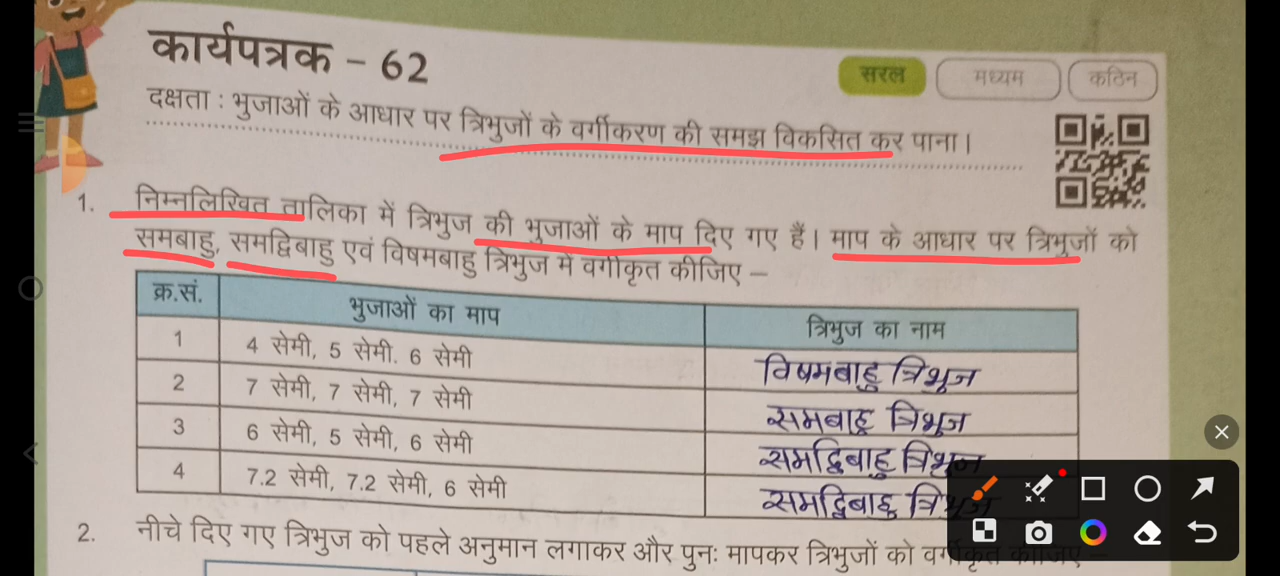 कार्यपत्रक – 62
सरल मध्यम कठिन
दक्षता : भुजाओं के आधार पर त्रिभुजों के वर्गीकरण की समझ विकसित कर पाना।
1. निम्नलिखित तालिका में त्रिभुज की भुजाओं के माप दिए गए हैं। माप के आधार पर त्रिभुजों को
समबाहु, समद्विबाहु एवं विषमबाहु त्रिभुज में वर्गीकृत कीजिए –
क्र.सं. भुजाओं का माप त्रिभुज का नाम
1 4 सेमी, 5 सेमी. 6 सेमी विषमबाहु त्रिभुज
2 7 सेमी, 7 सेमी, 7 सेमी समबाहु त्रिभुज
3 6 सेमी, 5 सेमी, 6 सेमी समद्विबाहु त्रिभुज
4 7.2 सेमी, 7.2 सेमी, 6 सेमी समद्विबाहु त्रिभुज
2. नीचे दिए गए त्रिभुज को पहले अनुमान लगाकर और पुनः मापकर त्रिभुजों को वर्गीकृत कीजिए –